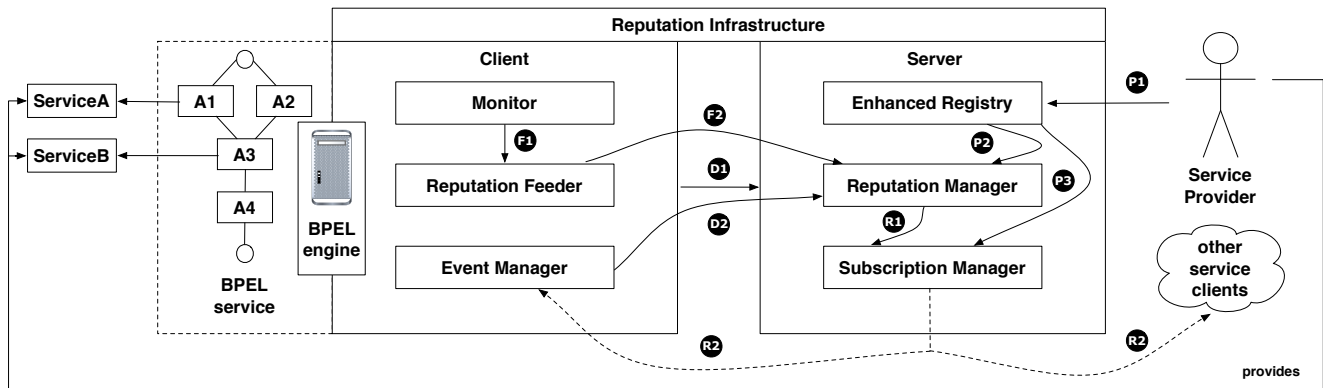 Reputation Infrastructure
Client
Server
ServiceA
ServiceB
A1
A2
A3
A4
BPEL
service
BPEL
engine
Monitor
F1
Reputation Feeder
Event Manager
F2
D1
D2
Enhanced Registry
P2
P3
Reputation Manager
R1
Subscription Manager
P1
Service
Provider
other
service
clients
R2
R2
provides